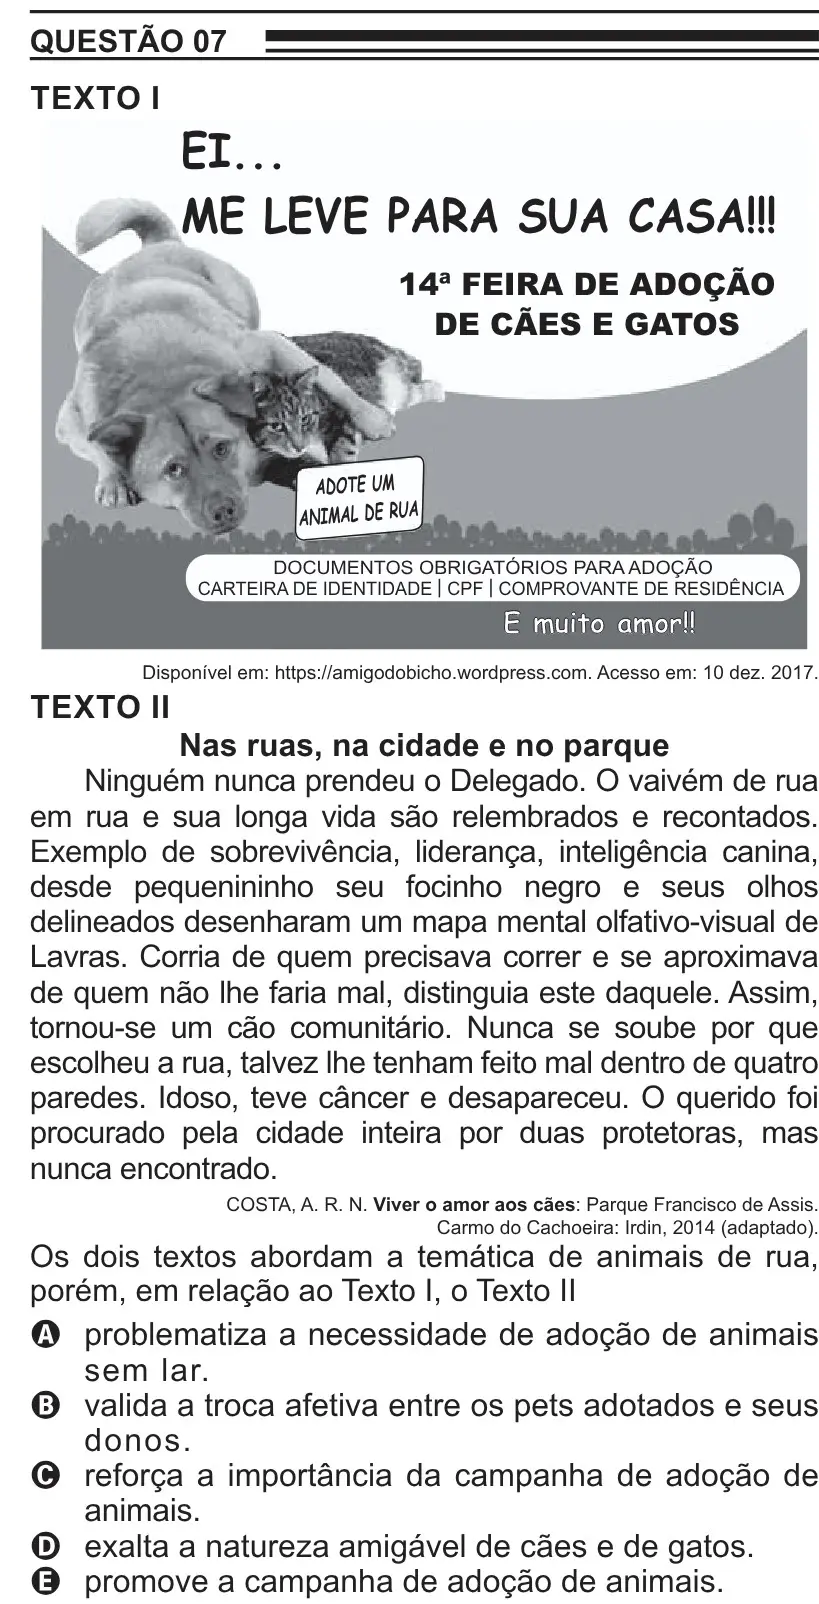 QUESTÃO 07
TEXTO I
EI...
ME LEVE PARA SUA CASA!!!
14ª FEIRA DE ADOÇÃO
DE CÃES E GATOS
ADOTE UM
ANIMAL DE RUA
DOCUMENTOS OBRIGATÓRIOS PARA ADOÇÃO
CARTEIRA DE IDENTIDADE | CPF | COMPROVANTE DE RESIDÊNCIA
E muito amor!!
Disponível em: https://amigodobicho.wordpress.com. Acesso em: 10 dez. 2017.
TEXTO II
Nas ruas, na cidade e no parque
Ninguém nunca prendeu o Delegado. O vaivém de rua
em rua e sua longa vida são relembrados e recontados.
Exemplo de sobrevivência, liderança, inteligência canina,
desde pequenininho seu focinho negro e seus olhos
delineados desenharam um mapa mental olfativo-visual de
Lavras. Corria de quem precisava correr e se aproximava
de quem não lhe faria mal, distinguia este daquele. Assim,
tornou-se um cão comunitário. Nunca se soube por que
escolheu a rua, talvez lhe tenham feito mal dentro de quatro
paredes. Idoso, teve câncer e desapareceu. O querido foi
procurado pela cidade inteira por duas protetoras, mas
nunca encontrado.
COSTA, A. R. N. Viver o amor aos cães: Parque Francisco de Assis.
Carmo do Cachoeira: Irdin, 2014 (adaptado).
Os dois textos abordam a temática de animais de rua,
porém, em relação ao Texto I, o Texto II
A problematiza a necessidade de adoção de animais
sem lar.
B valida a troca afetiva entre os pets adotados e seus
donos.
C reforça a importância da campanha de adoção de
animais.
D exalta a natureza amigável de cães e de gatos.
E promove a campanha de adoção de animais.